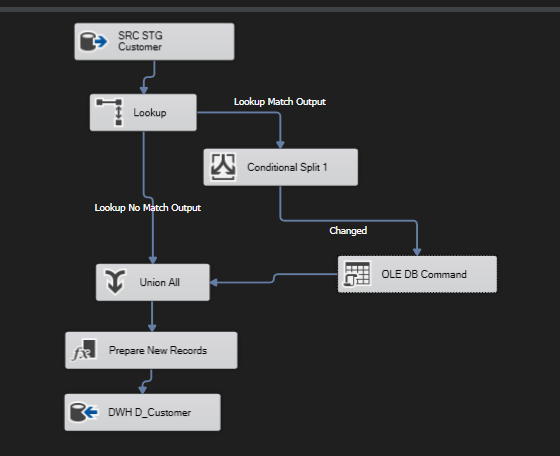 SRC STG
Customer
Lookup
Lookup Match Output
Conditional Split 1
Lookup No Match Output
Changed
Union All
OLE DB Command
fx
Prepare New Records
DWH D_Customer